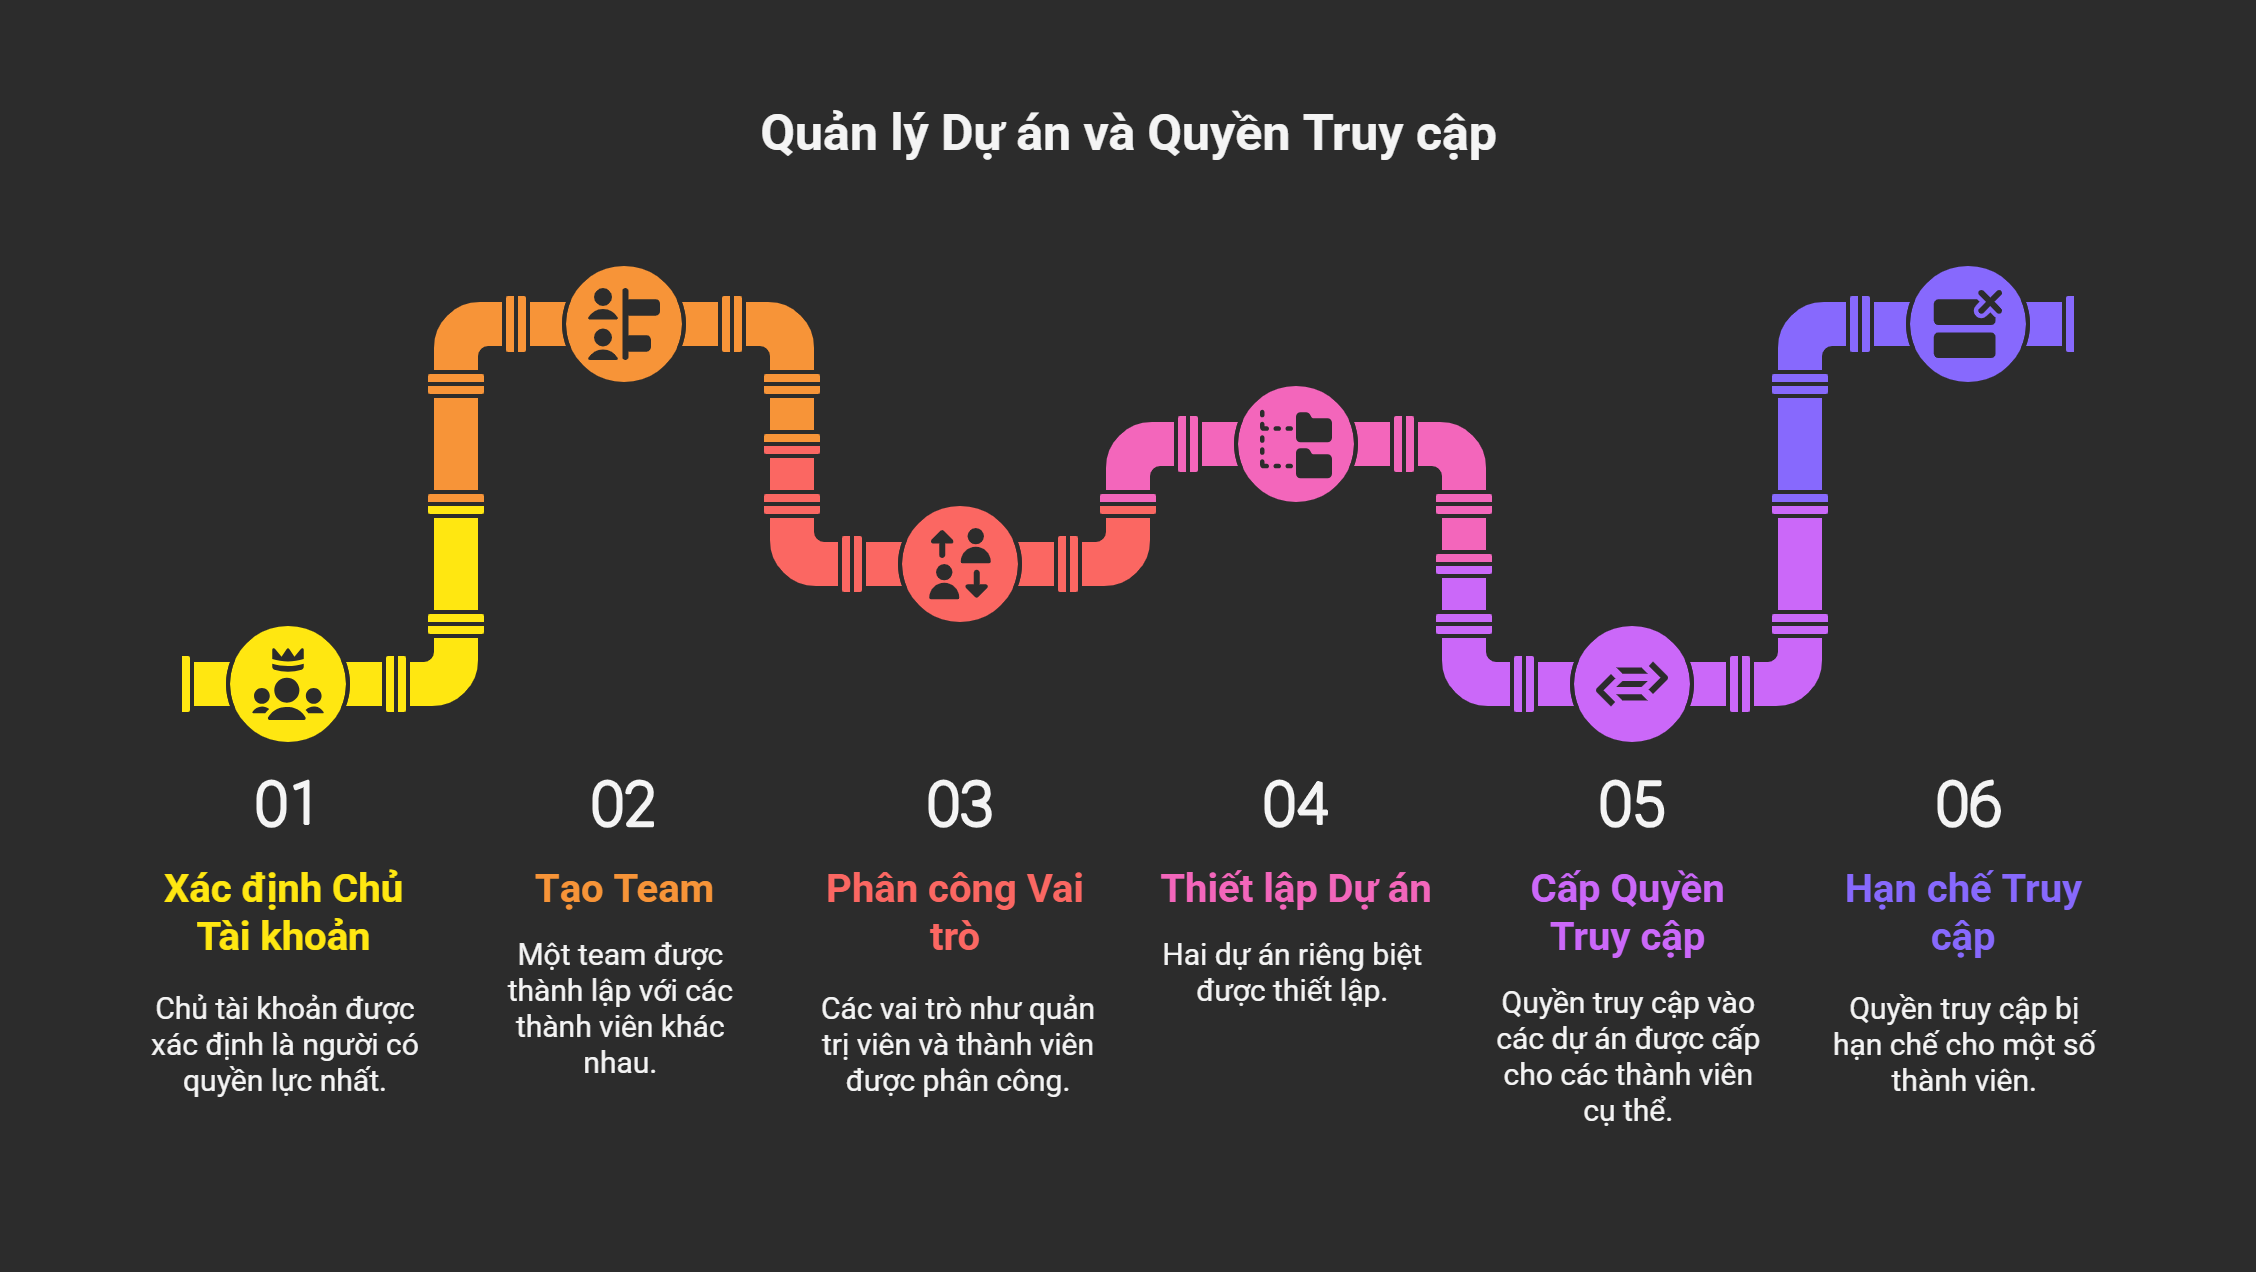 Quản lý Dự án và Quyền Truy cập
01
Xác định Chủ
Tài khoản
Chủ tài khoản được
xác định là người có
quyền lực nhất.
02
Tạo Team
Một team được
thành lập với các
thành viên khác
nhau.
03
Phân công Vai
trò
Các vai trò như quản
trị viên và thành viên
được phân công.
04
Thiết lập Dự án
Hai dự án riêng biệt
được thiết lập.
05
Cấp Quyền
Truy cập
Quyền truy cập vào
các dự án được cấp
cho các thành viên
cụ thể.
06
Hạn chế Truy
cập
Quyền truy cập bị
hạn chế cho một số
thành viên.